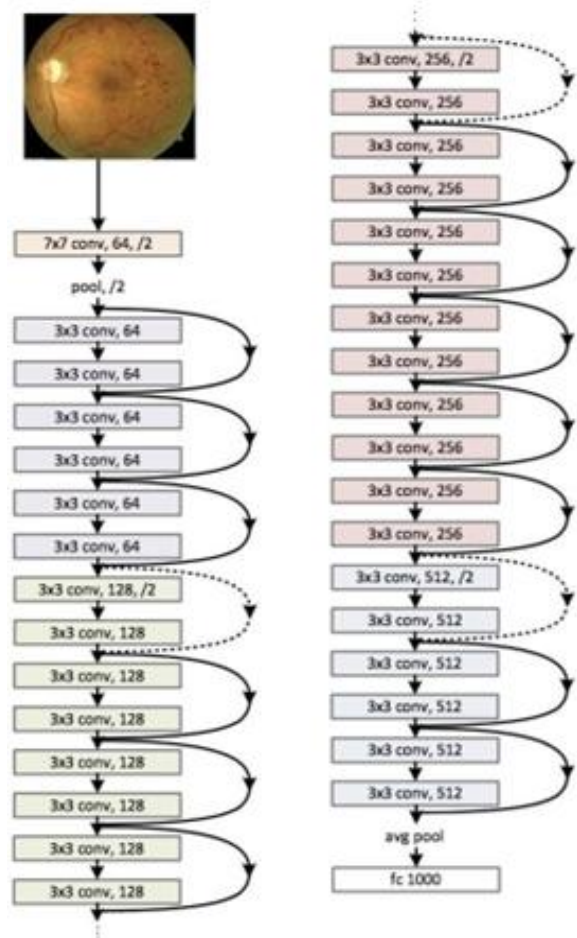 7x7 conv, 64, /2
pool, /2
3x3 conv, 64
3x3 conv, 64
3x3 conv, 64
3x3 conv, 64
3x3 conv, 64
3x3 conv, 64
3x3 conv, 128, /2
3x3 conv, 128
3x3 conv, 128
3x3 conv, 128
3x3 conv, 128
3x3 conv, 128
3x3 conv, 128
3x3 conv, 128
3x3 conv, 256, /2
3x3 conv, 256
3x3 conv, 256
3x3 conv, 256
3x3 conv, 256
3x3 conv, 256
3x3 conv, 256
3x3 conv, 256
3x3 conv, 256
3x3 conv, 256
3x3 conv, 256
3x3 conv, 256
3x3 conv, 512, /2
3x3 conv, 512
3x3 conv, 512
3x3 conv, 512
3x3 conv, 512
3x3 conv, 512
avg pool
fc 1000